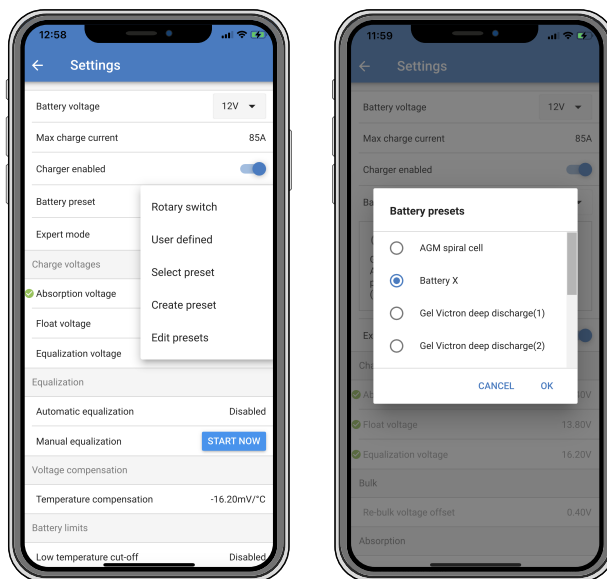 12:58
Settings
Battery voltage 12V
Max charge current 85A
Charger enabled
Battery preset
Expert mode
Charge voltages
Absorption voltage
Float voltage
Equalization voltage
Rotary switch
User defined
Select preset
Create preset
Edit presets
Equalization
Automatic equalization Disabled
Manual equalization START NOW
Voltage compensation
Temperature compensation -16.20mV/°C
Battery limits
Low temperature cut-off Disabled
11:59
Settings
Battery voltage 12V
Max charge current 85A
Charger enabled
Battery presets
AGM spiral cell
Battery X
Gel Victron deep discharge(1)
Gel Victron deep discharge(2)
CANCEL OK
Float voltage 13.80V
Equalization voltage 16.20V
Bulk
Re-bulk voltage offset 0.40V
Absorption